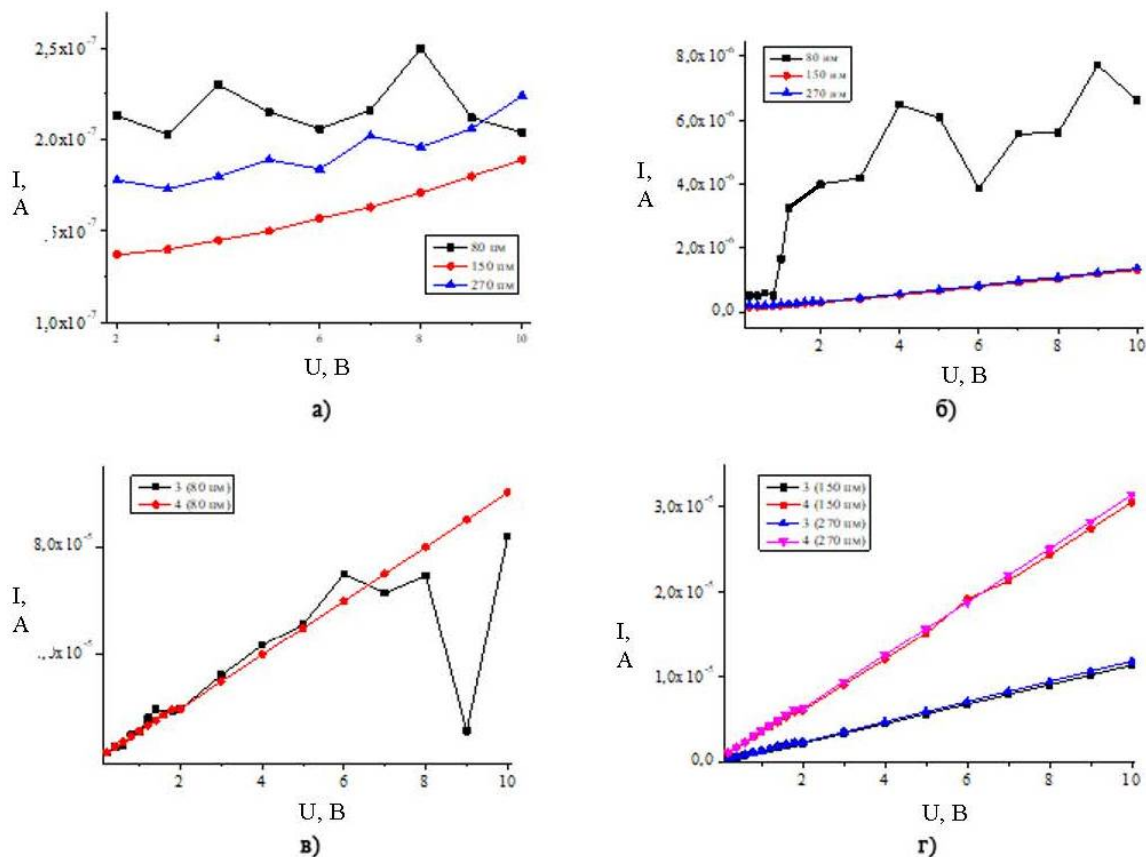 2,5x10⁻⁷
2,0x10⁻⁷
I,
A
,5x10⁻⁷
1,0x10⁻⁷
80 нм
150 нм
270 нм
2 4 6 8 10
U, B
а)
8,0x10⁻⁶
6,0x10⁻⁶
I,
A
4,0x10⁻⁶
2,0x10⁻⁶
0,0
80 нм
150 нм
270 нм
2 4 6 8 10
U, B
б)
3 (80 нм)
4 (80 нм)
8,0x10⁻⁵
I,
A
,0x10⁻⁵
2 4 6 8 10
U, B
в)
3 (150 нм)
4 (150 нм)
3 (270 нм)
4 (270 нм)
3,0x10⁻⁵
2,0x10⁻⁵
I,
A
1,0x10⁻⁵
0,0
2 4 6 8 10
U, B
г)